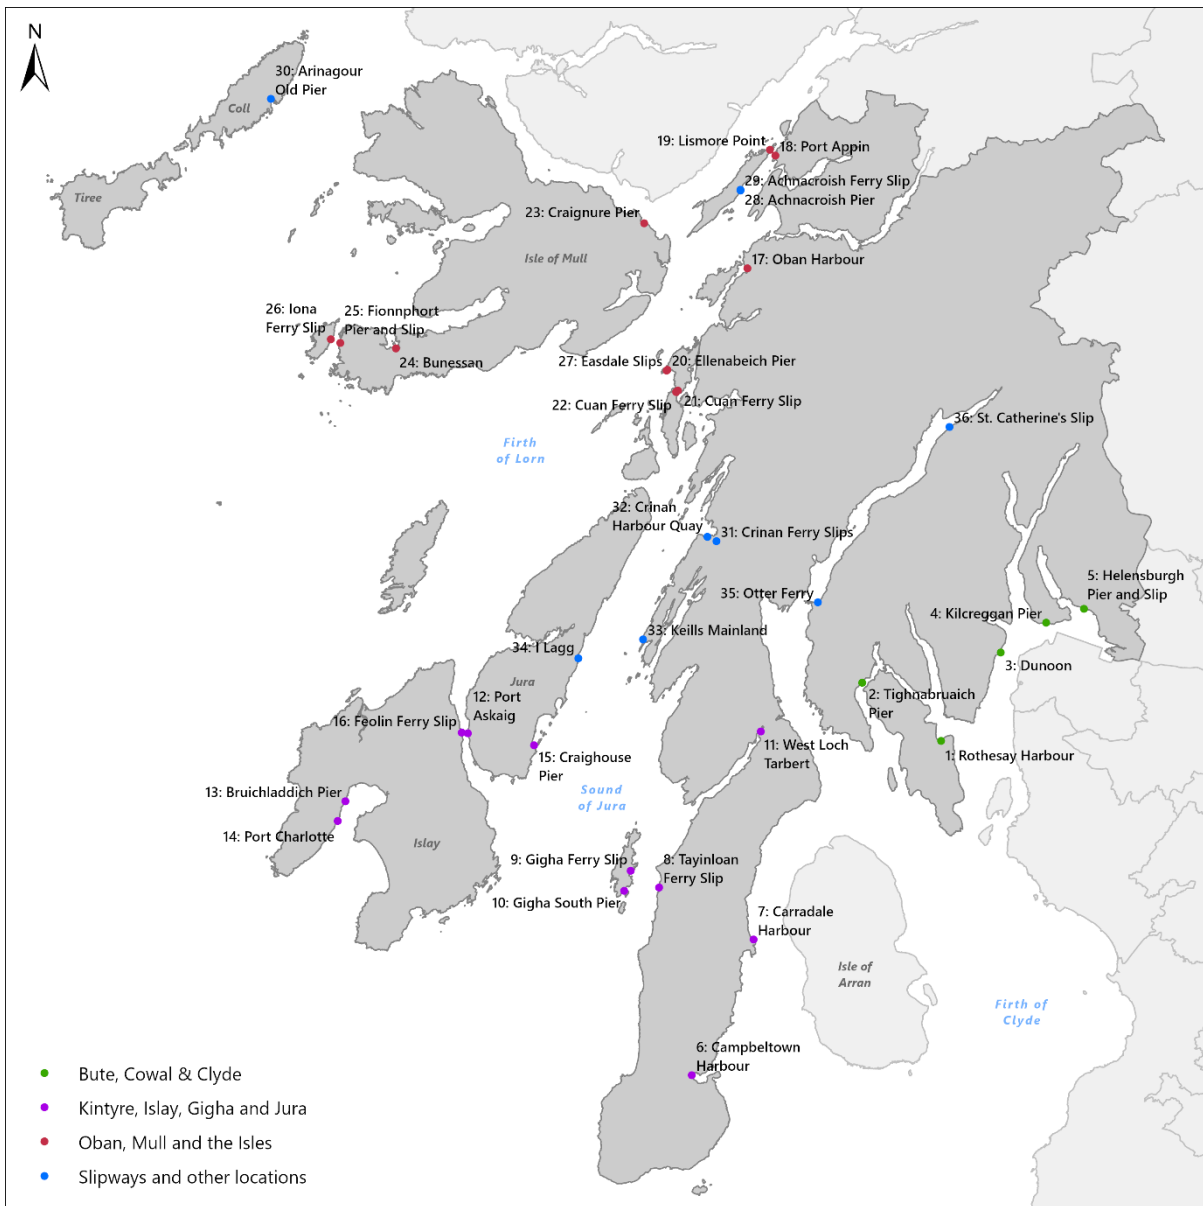 N
30: Arinagour
Old Pier
Coll
Tiree
19: Lismore Point
18: Port Appin
29: Achnacroish Ferry Slip
28: Achnacroish Pier
23: Craignure Pier
Isle of Mull
17: Oban Harbour
26: Iona
Ferry Slip
25: Fionnphort
Pier and Slip
24: Bunessan
27: Easdale Slips
20: Ellenabeich Pier
22: Cuan Ferry Slip
21: Cuan Ferry Slip
36: St. Catherine's Slip
Firth
of Lorn
32: Crinan
Harbour Quay
31: Crinan Ferry Slips
35: Otter Ferry
5: Helensburgh
Pier and Slip
4: Kilcreggan Pier
33: Keills Mainland
34: l Lagg
3: Dunoon
Jura
2: Tighnabruaich
Pier
12: Port
Askaig
16: Feolin Ferry Slip
15: Craighouse
Pier
11: West Loch
Tarbert
1: Rothesay Harbour
13: Bruichladdich Pier
Sound
of Jura
14: Port Charlotte
Islay
9: Gigha Ferry Slip
8: Tayinloan
Ferry Slip
10: Gigha South Pier
7: Carradale
Harbour
Isle of
Arran
Firth of
Clyde
6: Campbeltown
Harbour
Bute, Cowal & Clyde
Kintyre, Islay, Gigha and Jura
Oban, Mull and the Isles
Slipways and other locations